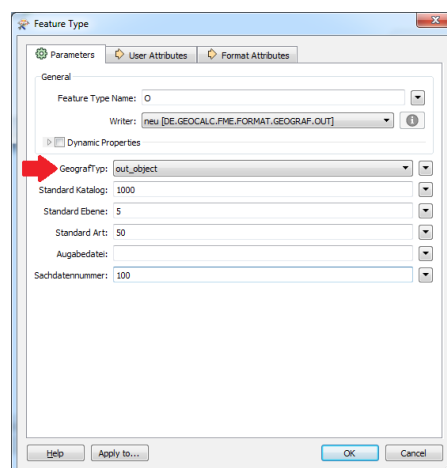 Feature Type
Parameters User Attributes Format Attributes
General
Feature Type Name: O
Writer: neu [DE.GEOCALC.FME.FORMAT.GEOGRAF.OUT]
Dynamic Properties
GeografTyp: out_object
Standard Katalog: 1000
Standard Ebene: 5
Standard Art: 50
Augabedatei:
Sachdatennummer: 100
Help Apply to... OK Cancel